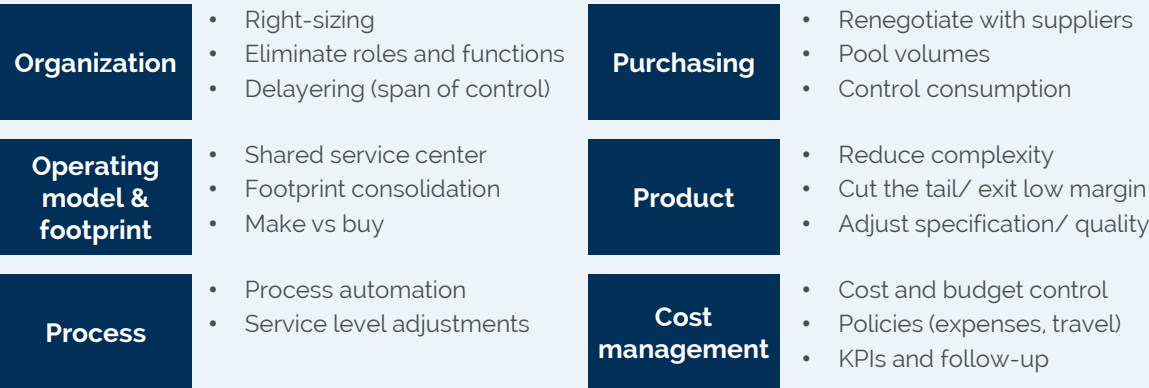 Organization
• Right-sizing
• Eliminate roles and functions
• Delayering (span of control)
Purchasing
• Renegotiate with suppliers
• Pool volumes
• Control consumption
Operating
model &
footprint
• Shared service center
• Footprint consolidation
• Make vs buy
Product
• Reduce complexity
• Cut the tail/ exit low margin
• Adjust specification/ quality
Process
• Process automation
• Service level adjustments
Cost
management
• Cost and budget control
• Policies (expenses, travel)
• KPIs and follow-up